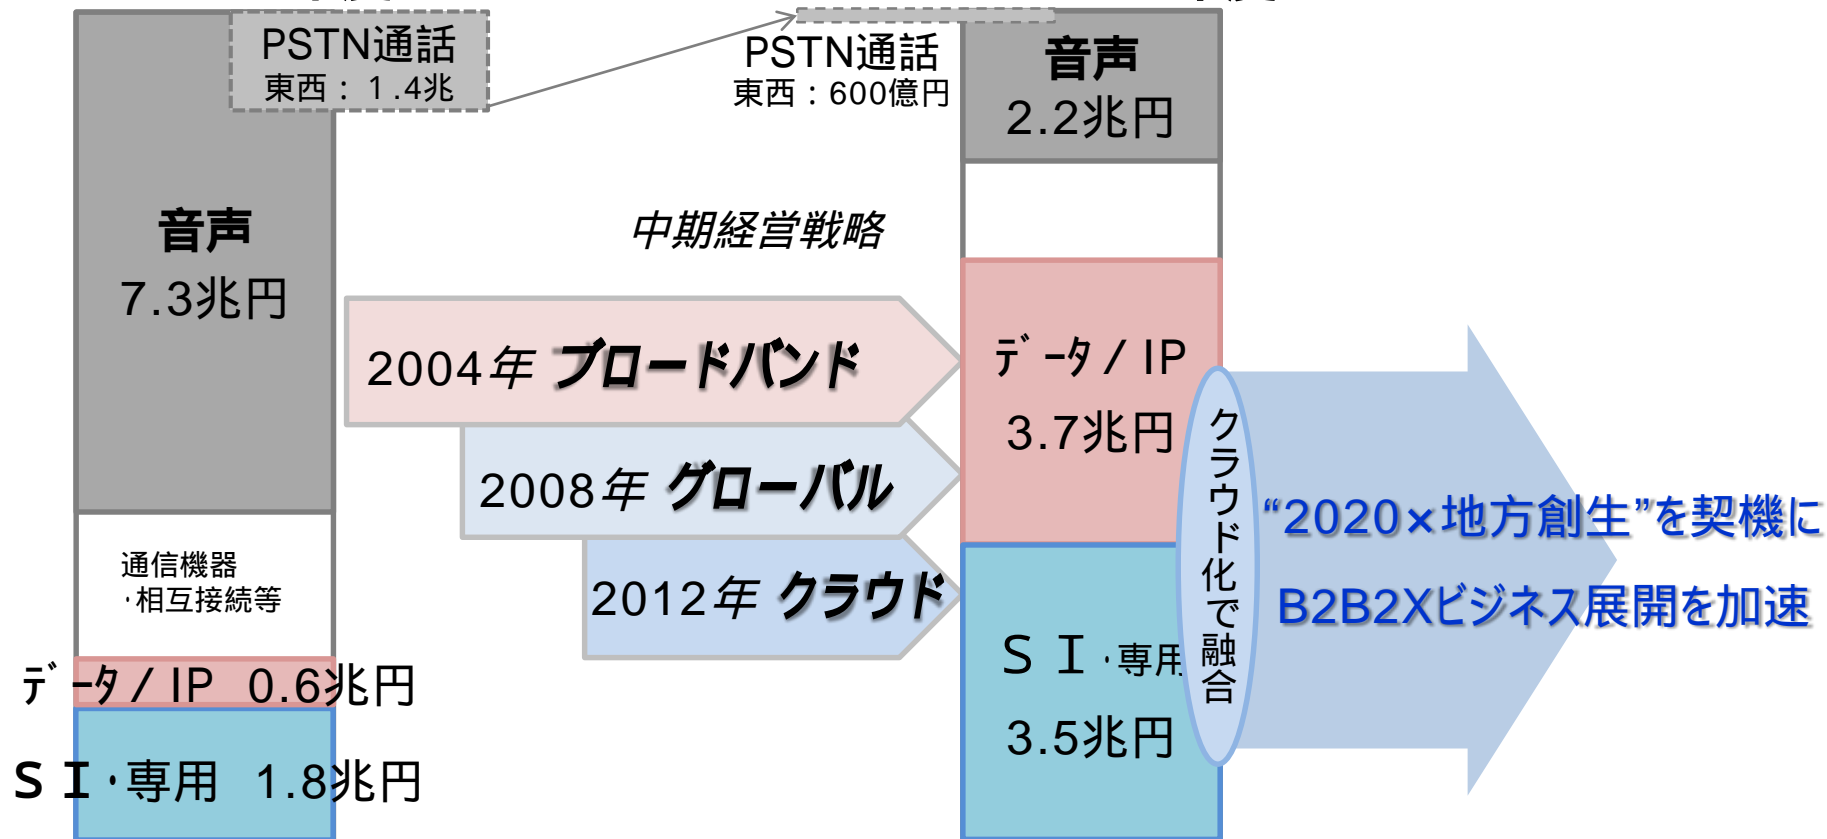 PSTN通話
東西：１.4兆
音声
7.3兆円
通信機器
・相互接続等
ﾃﾞｰﾀ / IP 0.6兆円
ＳＩ・専用 1.8兆円
PSTN通話
東西：600億円
中期経営戦略
2004年 ブロードバンド
2008年 グローバル
2012年 クラウド
音声
2.2兆円
ﾃﾞｰﾀ / IP
3.7兆円
ＳＩ・専用
3.5兆円
クラウド化で融合
“2020×地方創生”を契機に
B2B2Xビジネス展開を加速